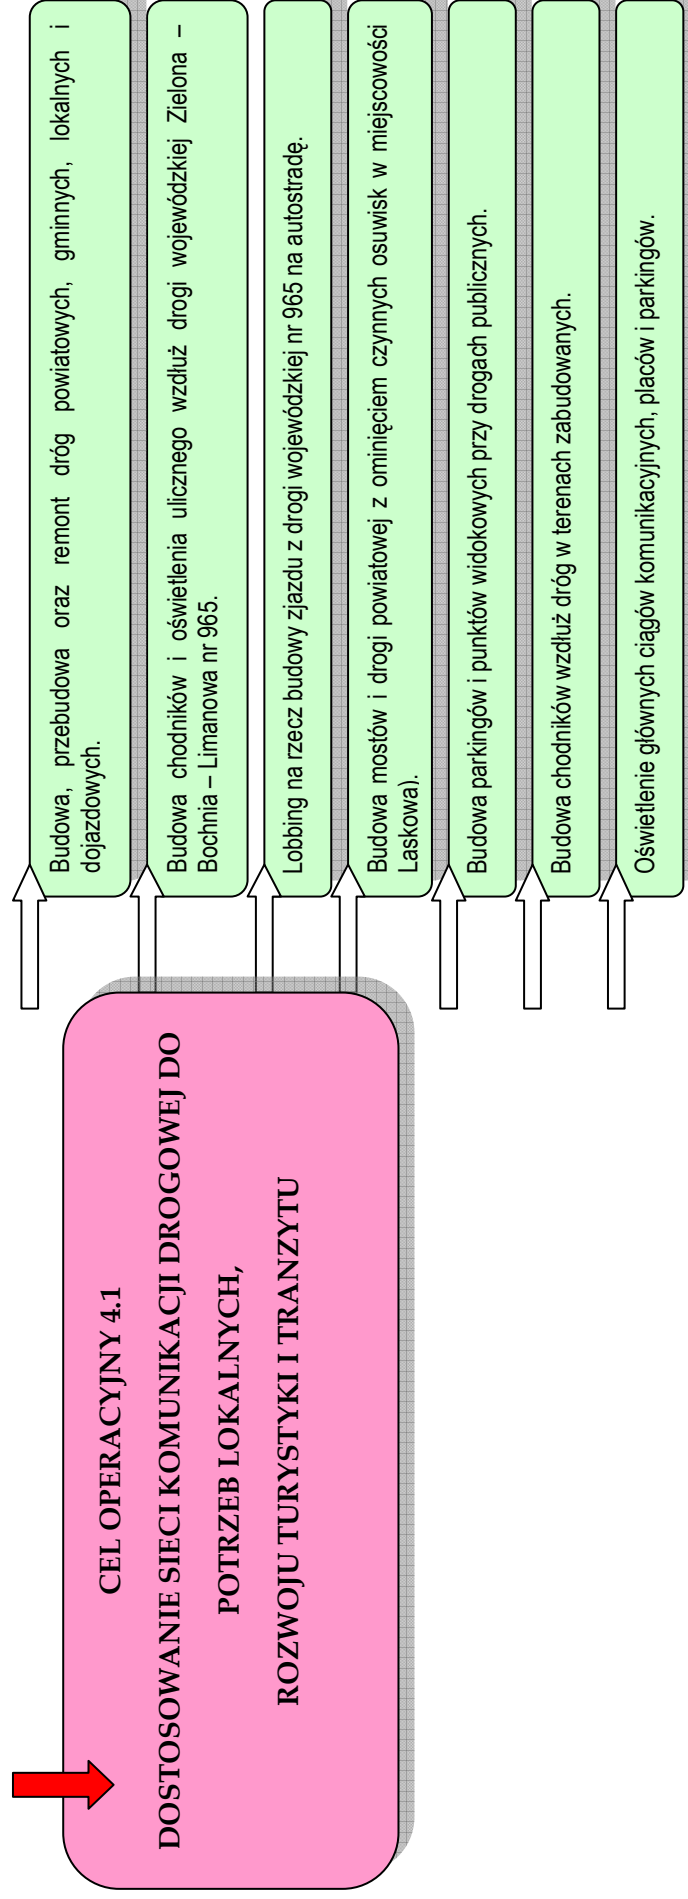 CEL OPERACYJNY 4.1
DOSTOSOWANIE SIECI KOMUNIKACJI DROGOWEJ DO
POTRZEB LOKALNYCH,
ROZWOJU TURYSTYKI I TRANZYTU
Budowa, przebudowa oraz remont dróg powiatowych, gminnych, lokalnych i
dojazdowych.
Budowa chodników i oświetlenia ulicznego wzdłuż drogi wojewódzkiej Zielona –
Bochnia – Limanowa nr 965.
Lobbing na rzecz budowy zjazdu z drogi wojewódzkiej nr 965 na autostradę.
Budowa mostów i drogi powiatowej z ominięciem czynnych osuwisk w miejscowości
Laskowa).
Budowa parkingów i punktów widokowych przy drogach publicznych.
Budowa chodników wzdłuż dróg w terenach zabudowanych.
Oświetlenie głównych ciągów komunikacyjnych, placów i parkingów.